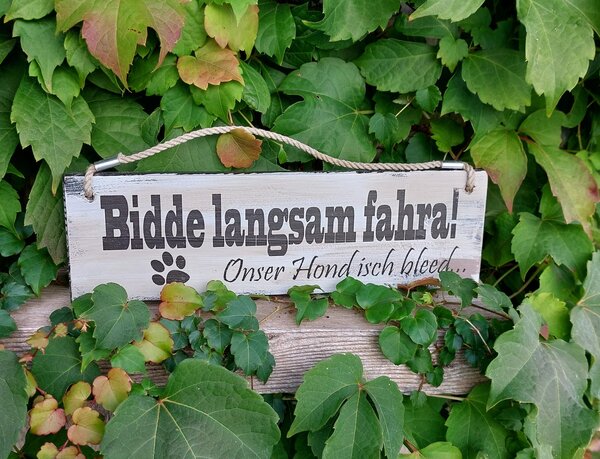 Bidde langsam fahra!
Onser Hond isch bleed...